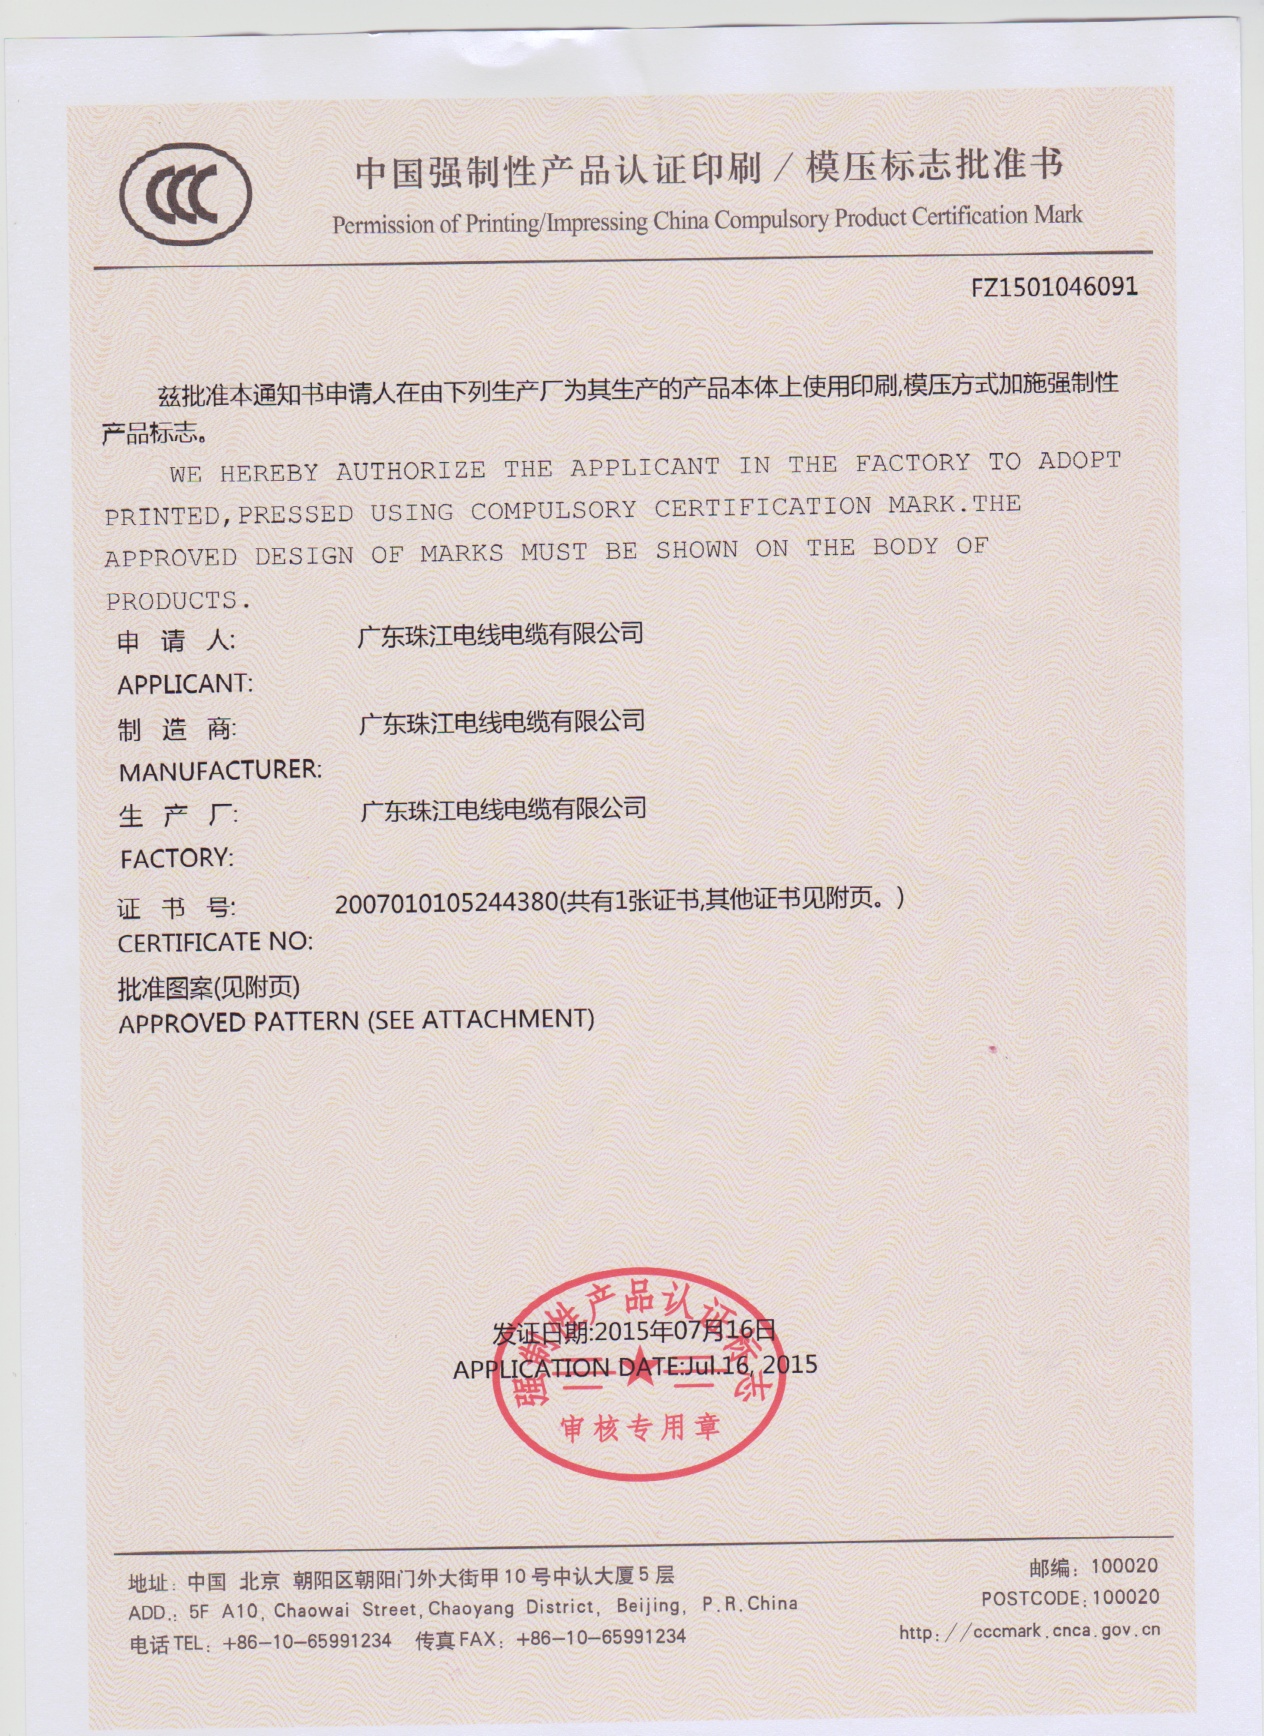 CCC
中国强制性产品认证印刷／模压标志批准书
Permission of Printing/Impressing China Compulsory Product Certification Mark
FZ1501046091
兹批准本通知书申请人在由下列生产厂为其生产的产品本体上使用印刷,模压方式加施强制性
产品标志。
WE HEREBY AUTHORIZE THE APPLICANT IN THE FACTORY TO ADOPT
PRINTED,PRESSED USING COMPULSORY CERTIFICATION MARK.THE
APPROVED DESIGN OF MARKS MUST BE SHOWN ON THE BODY OF
PRODUCTS.
申 请 人: 广东珠江电线电缆有限公司
APPLICANT:
制 造 商: 广东珠江电线电缆有限公司
MANUFACTURER:
生 产 厂: 广东珠江电线电缆有限公司
FACTORY:
证 书 号: 2007010105244380(共有1张证书,其他证书见附页。)
CERTIFICATE NO:
批准图案(见附页)
APPROVED PATTERN (SEE ATTACHMENT)
强制性产品认证标志
发证日期:2015年07月16日
APPLICATION DATE:Jul.16, 2015
审核专用章
地址：中国 北京 朝阳区朝阳门外大街甲10号中认大厦5层 邮编：100020
ADD.: 5F A10, Chaowai Street, Chaoyang District, Beijing, P.R.China POSTCODE:100020
电话TEL：+86-10-65991234 传真FAX：+86-10-65991234 http://cccmark.cnca.gov.cn